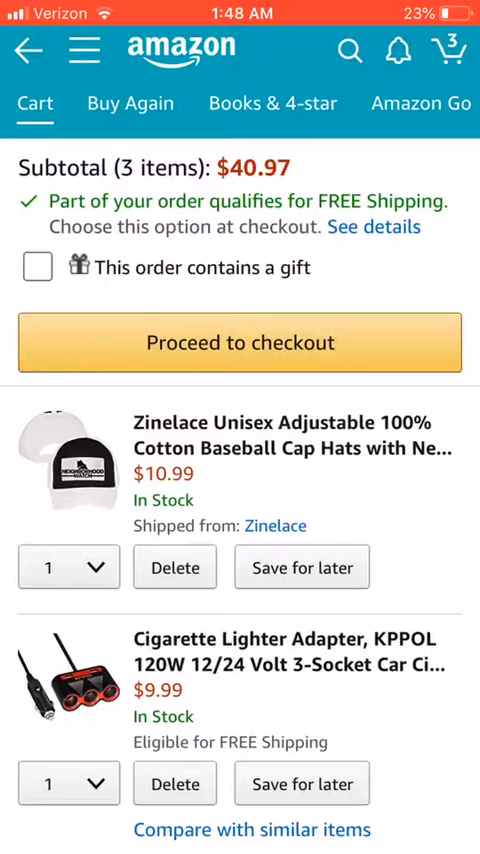 Verizon 1:48 AM 23%
amazon 3
Cart Buy Again Books & 4-star Amazon Go
Subtotal (3 items): $40.97
Part of your order qualifies for FREE Shipping.
Choose this option at checkout. See details
This order contains a gift
Proceed to checkout
Zinelace Unisex Adjustable 100%
Cotton Baseball Cap Hats with Ne...
NEIGHBORHOOD
WATCH
$10.99
In Stock
Shipped from: Zinelace
1 Delete Save for later
Cigarette Lighter Adapter, KPPOL
120W 12/24 Volt 3-Socket Car Ci...
$9.99
In Stock
Eligible for FREE Shipping
1 Delete Save for later
Compare with similar items